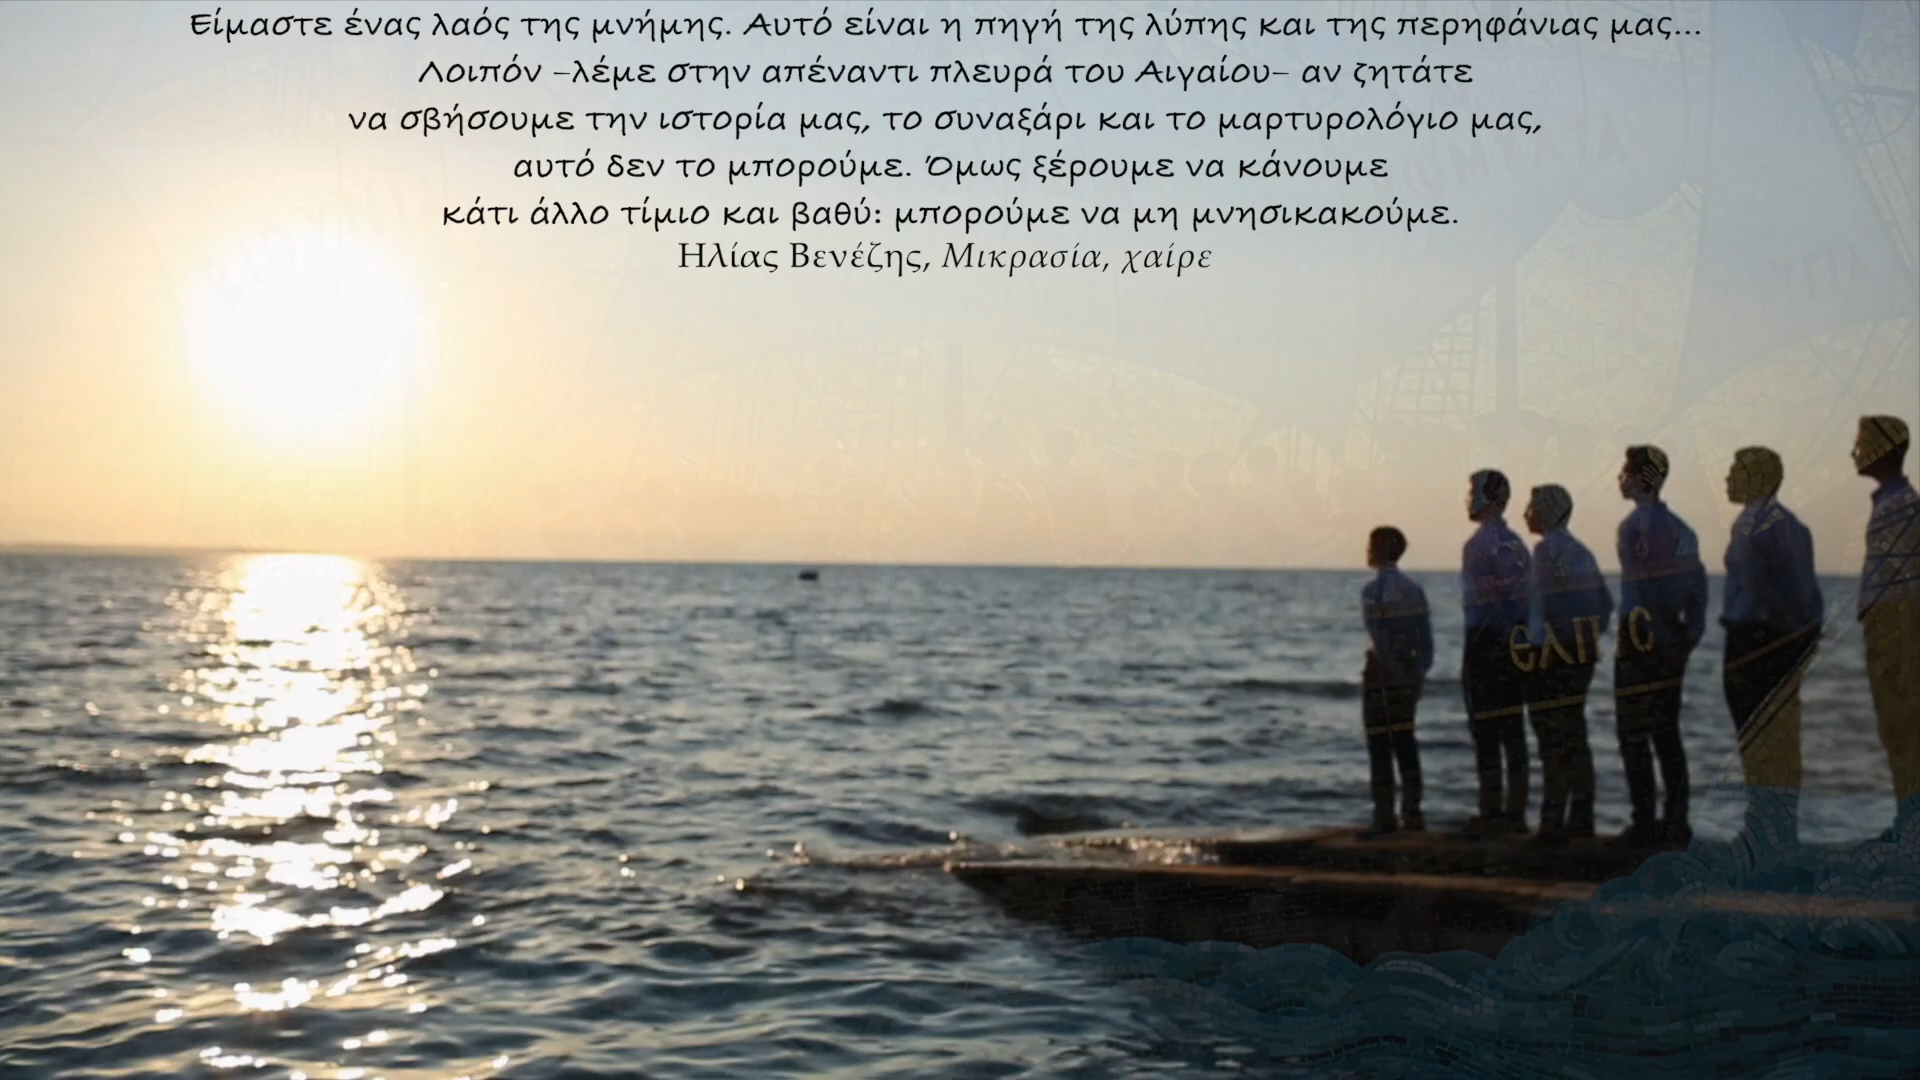 Είμαστε ένας λαός της μνήμης. Αυτό είναι η πηγή της λύπης και της περηφάνιας μας...
Λοιπόν –λέμε στην απέναντι πλευρά του Αιγαίου– αν ζητάτε
να σβήσουμε την ιστορία μας, το συναξάρι και το μαρτυρολόγιο μας,
αυτό δεν το μπορούμε. Όμως ξέρουμε να κάνουμε
κάτι άλλο τίμιο και βαθύ: μπορούμε να μη μνησικακούμε.
Ηλίας Βενέζης, Μικρασία, χαίρε